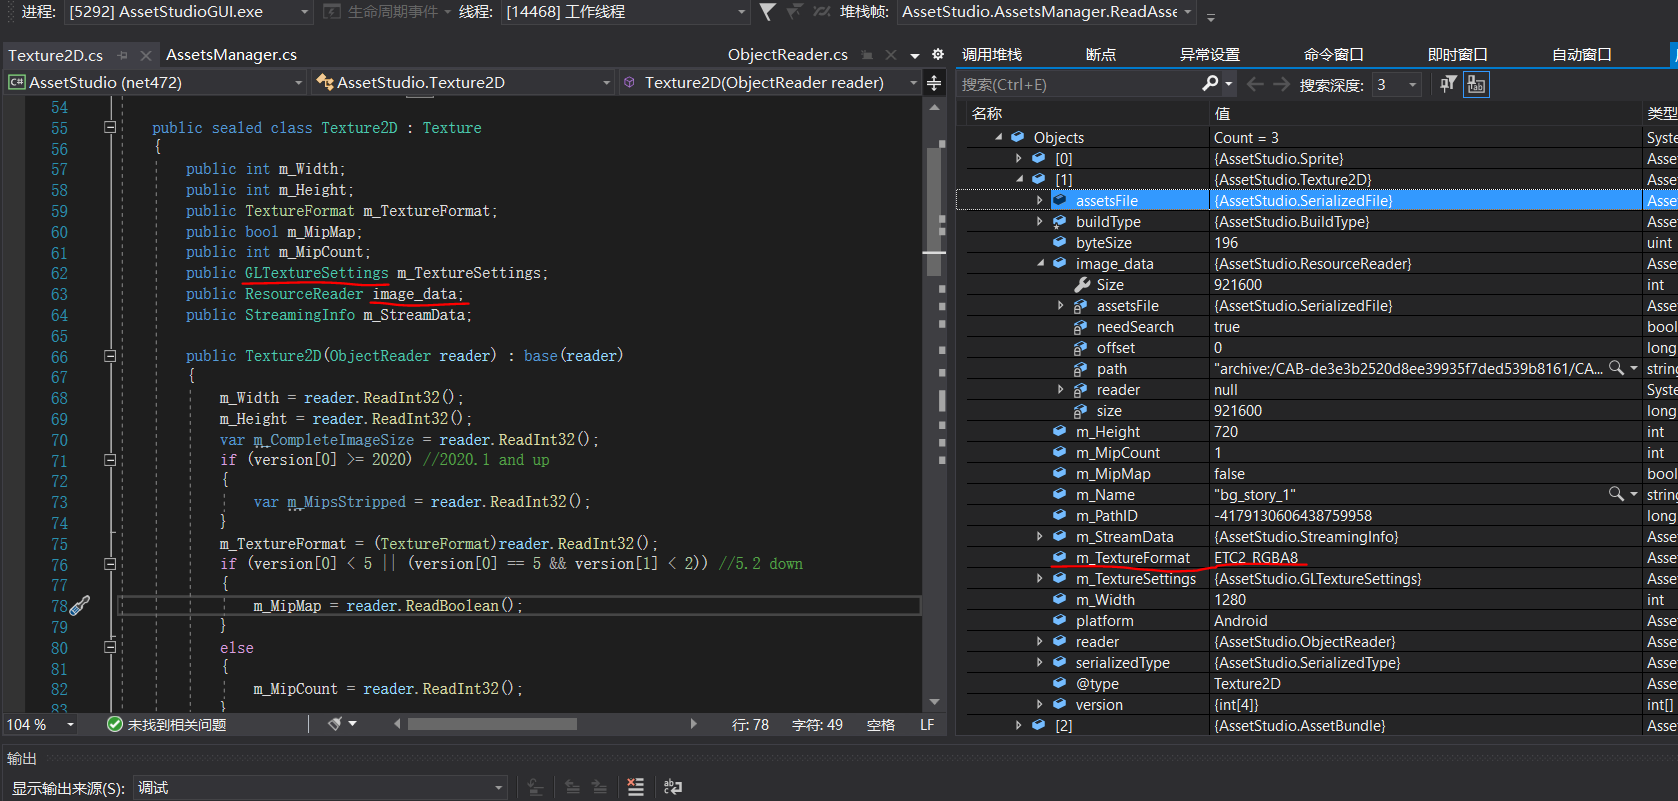 进程: [5292] AssetStudioGUI.exe 生命周期事件 线程: [14468] 工作线程 堆栈帧: AssetStudio.AssetsManager.ReadAsse
Texture2D.cs AssetsManager.cs ObjectReader.cs
AssetStudio (net472) AssetStudio.Texture2D Texture2D(ObjectReader reader)
54
55 public sealed class Texture2D : Texture
56 {
57 public int m_Width;
58 public int m_Height;
59 public TextureFormat m_TextureFormat;
60 public bool m_MipMap;
61 public int m_MipCount;
62 public GLTextureSettings m_TextureSettings;
63 public ResourceReader image_data;
64 public StreamingInfo m_StreamData;
65
66 public Texture2D(ObjectReader reader) : base(reader)
67 {
68 m_Width = reader.ReadInt32();
69 m_Height = reader.ReadInt32();
70 var m_CompleteImageSize = reader.ReadInt32();
71 if (version[0] >= 2020) //2020.1 and up
72 {
73 var m_MipsStripped = reader.ReadInt32();
74 }
75 m_TextureFormat = (TextureFormat)reader.ReadInt32();
76 if (version[0] < 5 || (version[0] == 5 && version[1] < 2)) //5.2 down
77 {
78 m_MipMap = reader.ReadBoolean();
79 }
80 else
81 {
82 m_MipCount = reader.ReadInt32();
83 }
104 % 未找到相关问题 行: 78 字符: 49 空格 LF
调用堆栈 断点 异常设置 命令窗口 即时窗口 自动窗口
搜索(Ctrl+E) 搜索深度: 3
名称 值 类型
Objects Count = 3 Syste
[0] {AssetStudio.Sprite} Asse
[1] {AssetStudio.Texture2D} Asse
assetsFile {AssetStudio.SerializedFile} Asse
buildType {AssetStudio.BuildType} Asse
byteSize 196 uint
image_data {AssetStudio.ResourceReader} Asse
Size 921600 int
assetsFile {AssetStudio.SerializedFile} Asse
needSearch true bool
offset 0 long
path "archive:/CAB-de3e3b2520d8ee39935f7ded539b8161/CA... string
reader null Syste
size 921600 long
m_Height 720 int
m_MipCount 1 int
m_MipMap false bool
m_Name "bg_story_1" string
m_PathID -4179130606438759958 long
m_StreamData {AssetStudio.StreamingInfo} Asse
m_TextureFormat ETC2_RGBA8 Asse
m_TextureSettings {AssetStudio.GLTextureSettings} Asse
m_Width 1280 int
platform Android Asse
reader {AssetStudio.ObjectReader} Asse
serializedType {AssetStudio.SerializedType} Asse
@type Texture2D Asse
version {int[4]} int[]
[2] {AssetStudio.AssetBundle} Asse
输出
显示输出来源(S): 调试